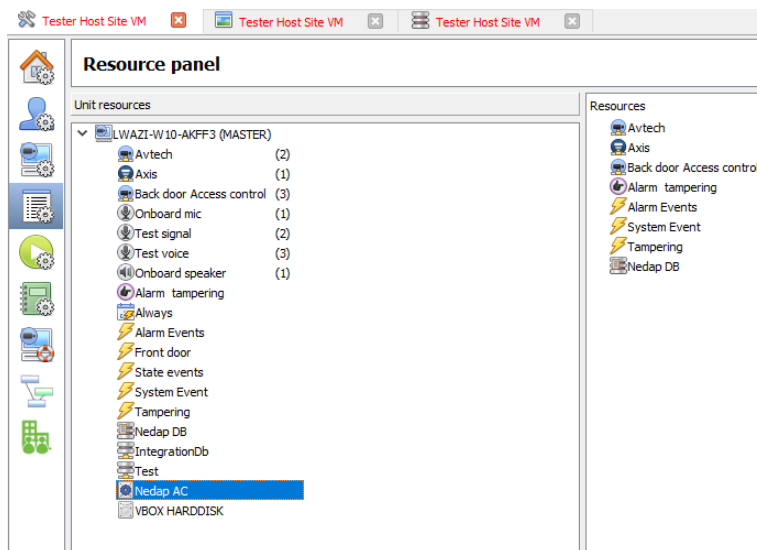 Tester Host Site VM
Tester Host Site VM
Tester Host Site VM
Resource panel
Unit resources
LWAZI-W10-AKFF3 (MASTER)
Avtech (2)
Axis (1)
Back door Access control (3)
Onboard mic (1)
Test signal (2)
Test voice (3)
Onboard speaker (1)
Alarm tampering
Always
Alarm Events
Front door
State events
System Event
Tampering
Nedap DB
IntegrationDb
Test
Nedap AC
VBOX HARDDISK
Resources
Avtech
Axis
Back door Access control
Alarm tampering
Alarm Events
System Event
Tampering
Nedap DB